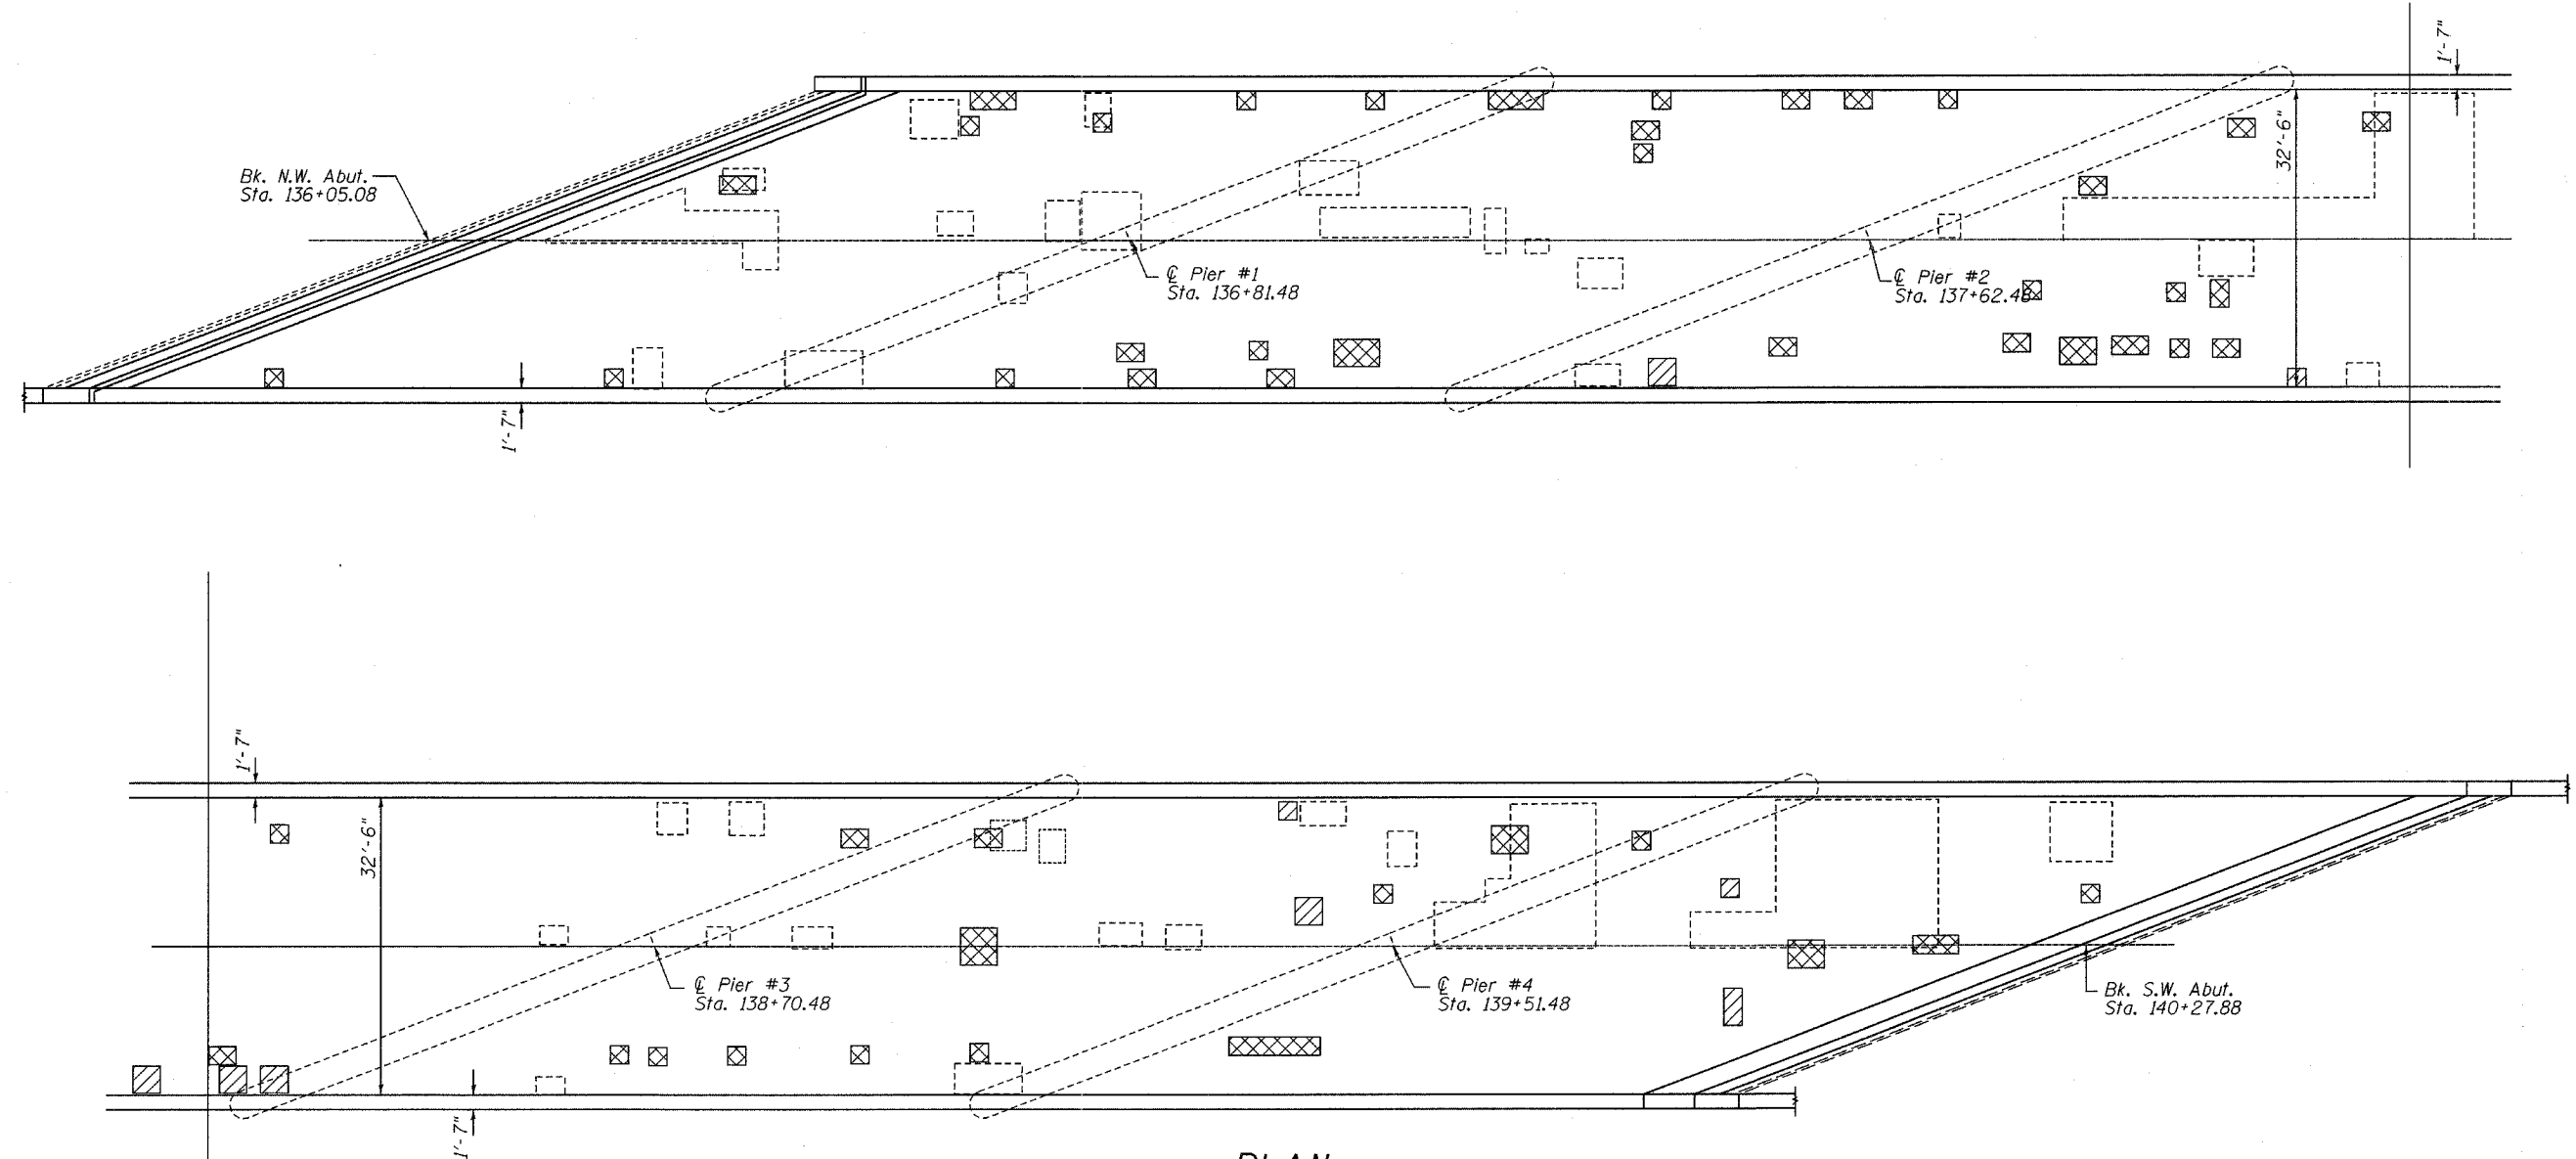 1'-7"
Bk. N.W. Abut.
Sta. 136+05.08
32'-6"
℄ Pier #1
Sta. 136+81.48
℄ Pier #2
Sta. 137+62.48
1'-7"
1'-7"
32'-6"
℄ Pier #3
Sta. 138+70.48
℄ Pier #4
Sta. 139+51.48
Bk. S.W. Abut.
Sta. 140+27.88
1'-7"
PLAN